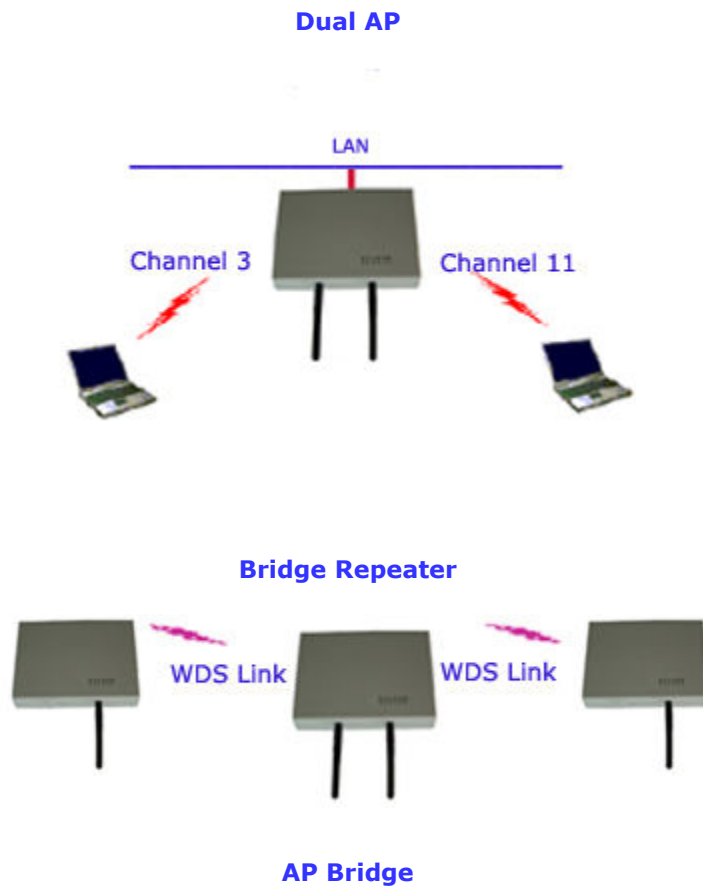 Dual AP
LAN
Channel 3
Channel 11
Bridge Repeater
WDS Link
WDS Link
AP Bridge